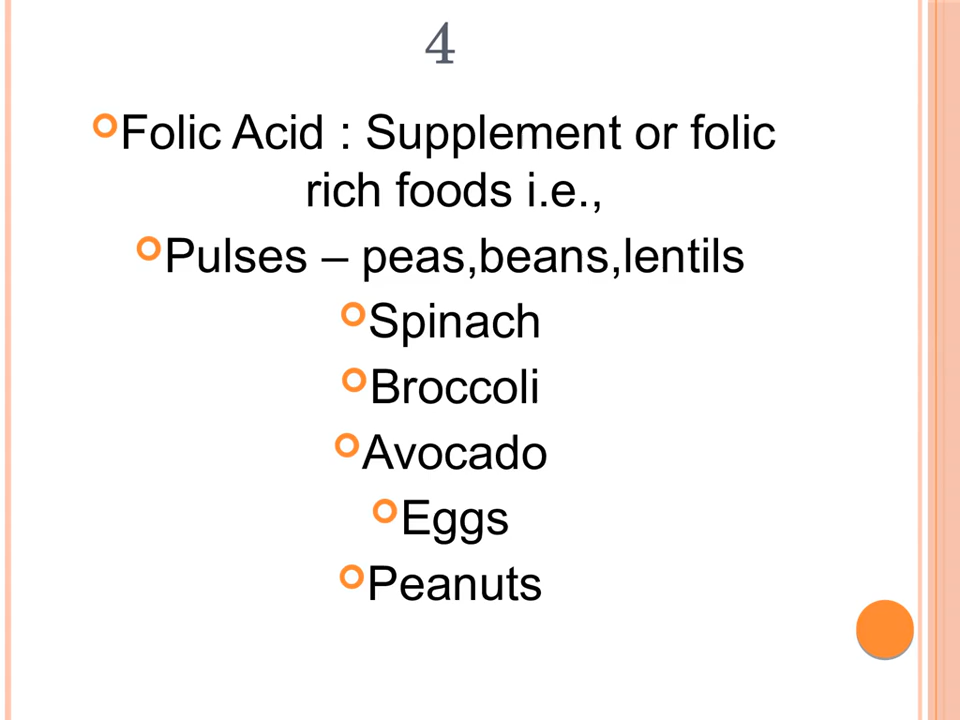 4
Folic Acid : Supplement or folic
rich foods i.e.,
Pulses – peas,beans,lentils
Spinach
Broccoli
Avocado
Eggs
Peanuts